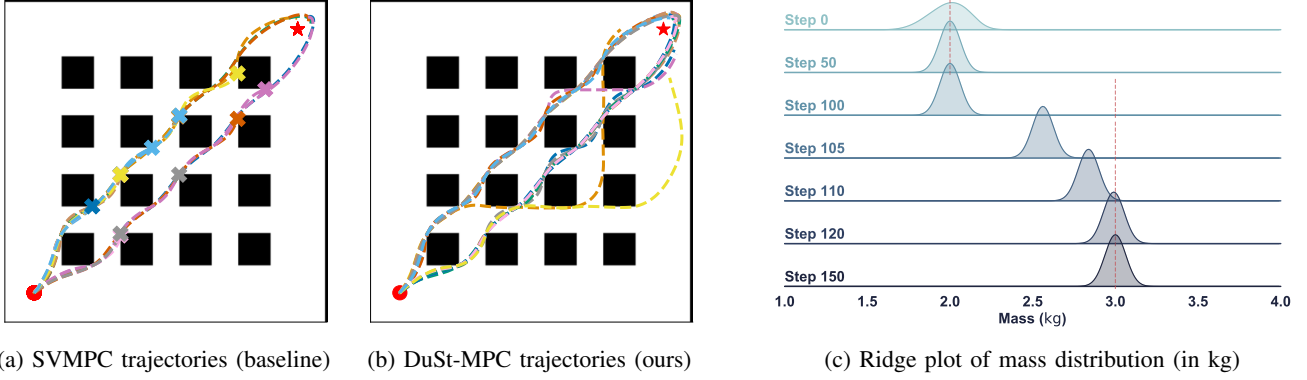 Step 0
Step 50
Step 100
Step 105
Step 110
Step 120
Step 150
1.0 1.5 2.0 2.5 3.0 3.5 4.0
Mass (kg)
(a) SVMPC trajectories (baseline)
(b) DuSt-MPC trajectories (ours)
(c) Ridge plot of mass distribution (in kg)